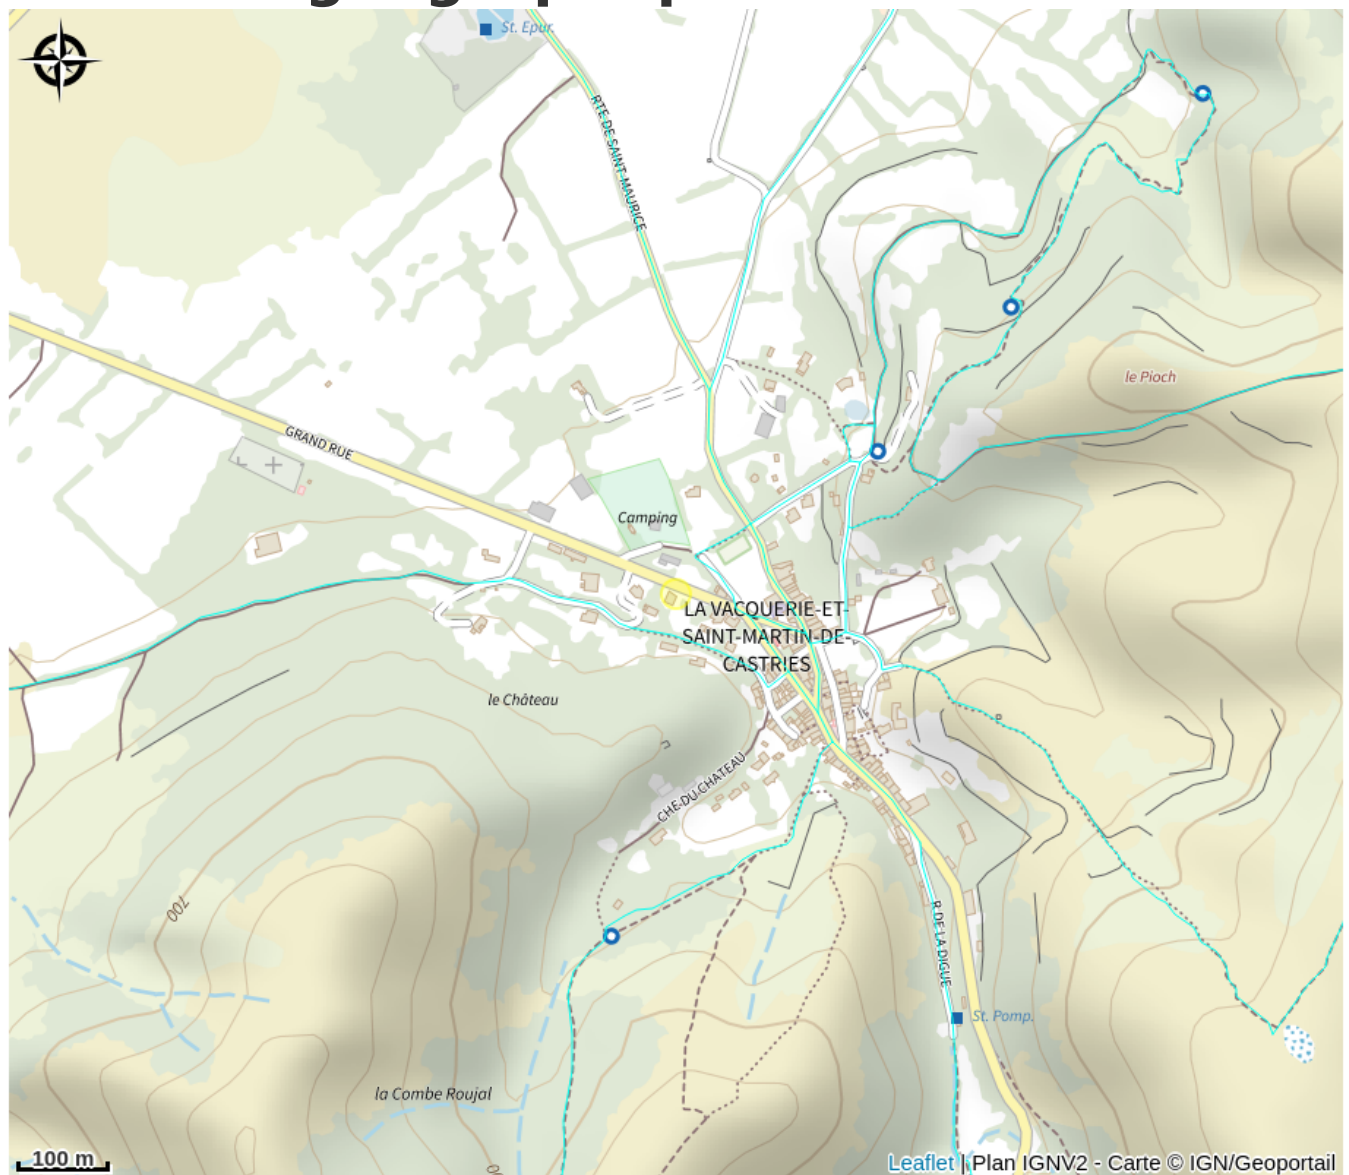 St. Epur.
RTE DE SAINT-MAURICE
le Pioch
GRAND RUE
Camping
LA VACQUERIE-ET-
SAINT-MARTIN-DE-
CASTRIES
le Château
CHE DU CHATEAU
700
R DE LA DIGUE
St. Pomp.
la Combe Roujal
100 m
Leaflet | Plan IGNV2 - Carte © IGN/Geoportail